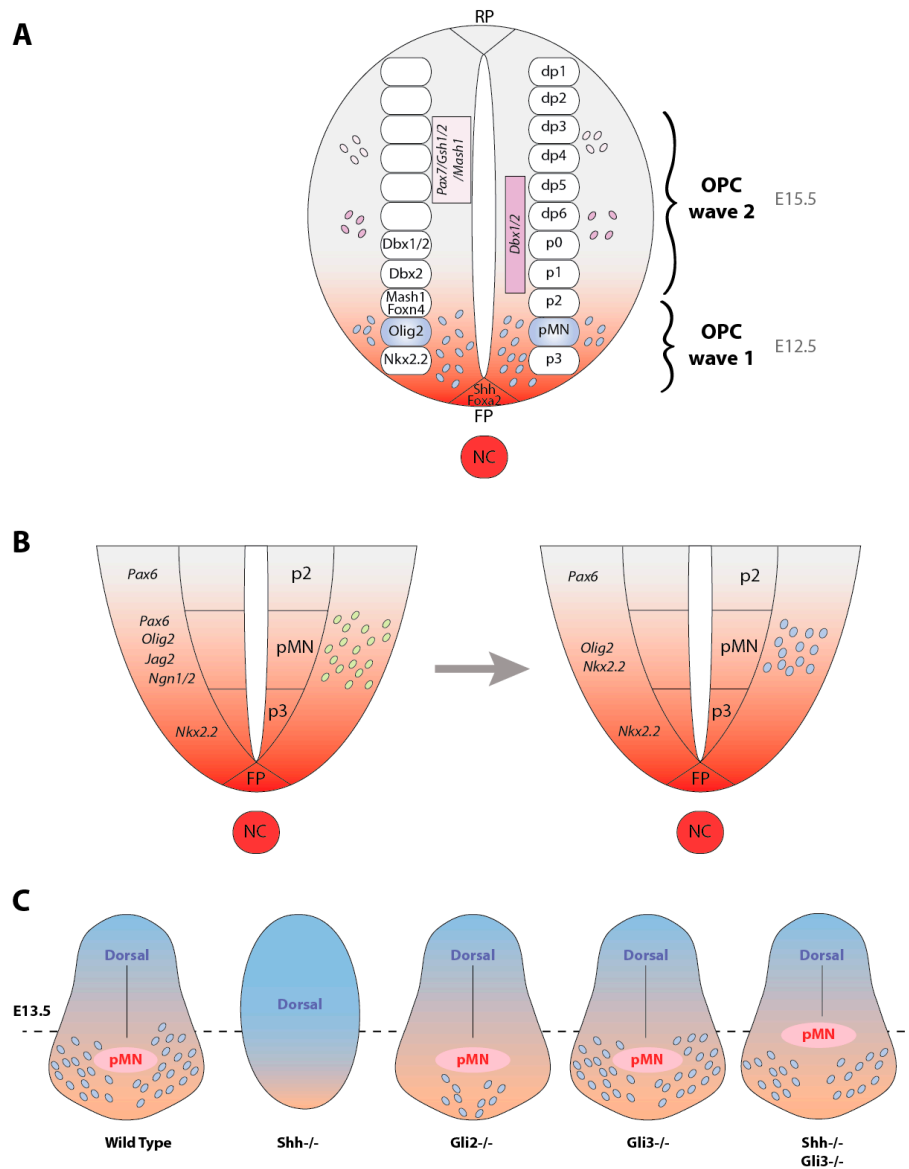 A
RP
dp1
dp2
dp3
dp4
dp5
dp6
p0
p1
p2
pMN
p3
Pax7/Gsh1/2
/Mash1
Dbx1/2
Dbx1/2
Dbx2
Mash1
Foxn4
Olig2
Nkx2.2
Shh
Foxa2
FP
NC
OPC
wave 2
E15.5
OPC
wave 1
E12.5
B
Pax6
p2
Pax6
Olig2
Jag2
Ngn1/2
pMN
Nkx2.2
p3
FP
NC
Pax6
p2
Olig2
Nkx2.2
pMN
Nkx2.2
p3
FP
NC
C
E13.5
Dorsal
pMN
Wild Type
Dorsal
Shh-/-
Dorsal
pMN
Gli2-/-
Dorsal
pMN
Gli3-/-
Dorsal
pMN
Shh-/-
Gli3-/-